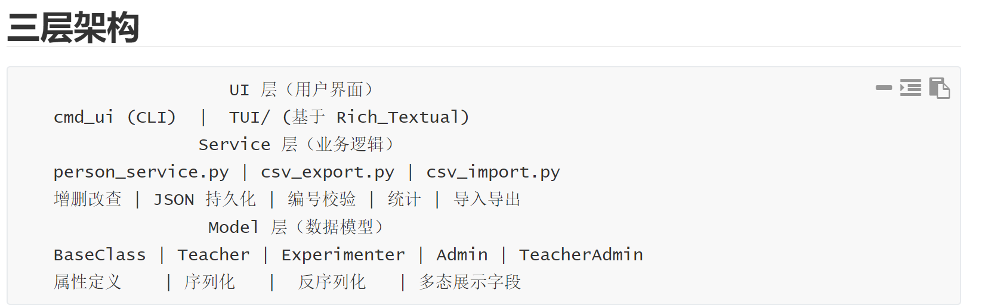 三层架构
UI 层（用户界面）
cmd_ui (CLI) | TUI/ (基于 Rich_Textual)
Service 层（业务逻辑）
person_service.py | csv_export.py | csv_import.py
增删改查 | JSON 持久化 | 编号校验 | 统计 | 导入导出
Model 层（数据模型）
BaseClass | Teacher | Experimenter | Admin | TeacherAdmin
属性定义 | 序列化 | 反序列化 | 多态展示字段